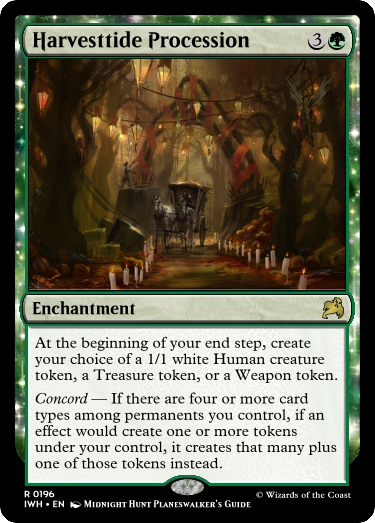 Harvesttide Procession 3
Enchantment
At the beginning of your end step, create
your choice of a 1/1 white Human creature
token, a Treasure token, or a Weapon token.
Concord — If there are four or more card
types among permanents you control, if an
effect would create one or more tokens
under your control, it creates that many plus
one of those tokens instead.
R 0196
IWH • EN Midnight Hunt Planeswalker's Guide
© Wizards of the Coast